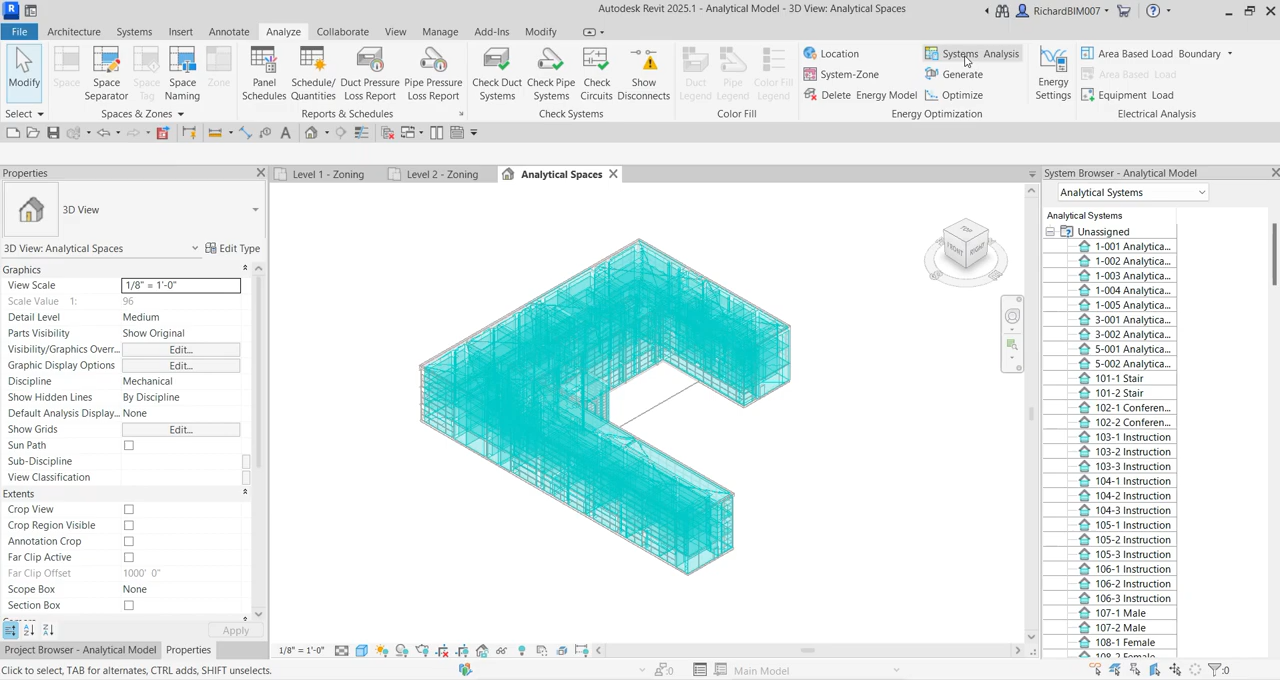 Autodesk Revit 2025.1 - Analytical Model - 3D View: Analytical Spaces
RichardBIM007
File Architecture Systems Insert Annotate Analyze Collaborate View Manage Add-Ins Modify
Modify
Select
Space
Space Separator
Space Tag
Space Naming
Zone
Spaces & Zones
Panel Schedules
Schedule/ Quantities
Duct Pressure Loss Report
Pipe Pressure Loss Report
Reports & Schedules
Check Duct Systems
Check Pipe Systems
Check Circuits
Show Disconnects
Check Systems
Duct Legend
Pipe Legend
Color Fill Legend
Color Fill
Location
System-Zone
Delete Energy Model
Systems Analysis
Generate
Optimize
Energy Optimization
Energy Settings
Area Based Load Boundary
Area Based Load
Equipment Load
Electrical Analysis
Properties
3D View
3D View: Analytical Spaces
Edit Type
Graphics
View Scale 1/8" = 1'-0"
Scale Value 1: 96
Detail Level Medium
Parts Visibility Show Original
Visibility/Graphics Overr... Edit...
Graphic Display Options Edit...
Discipline Mechanical
Show Hidden Lines By Discipline
Default Analysis Display... None
Show Grids Edit...
Sun Path
Sub-Discipline
View Classification
Extents
Crop View
Crop Region Visible
Annotation Crop
Far Clip Active
Far Clip Offset 1000' 0"
Scope Box None
Section Box
Apply
Project Browser - Analytical Model Properties
Level 1 - Zoning
Level 2 - Zoning
Analytical Spaces
TOP
FRONT
RIGHT
1/8" = 1'-0"
System Browser - Analytical Model
Analytical Systems
Analytical Systems
Unassigned
1-001 Analytica...
1-002 Analytica...
1-003 Analytica...
1-004 Analytica...
1-005 Analytica...
3-001 Analytica...
3-002 Analytica...
5-001 Analytica...
5-002 Analytica...
101-1 Stair
101-2 Stair
102-1 Conferen...
102-2 Conferen...
103-1 Instruction
103-2 Instruction
103-3 Instruction
104-1 Instruction
104-2 Instruction
104-3 Instruction
105-1 Instruction
105-2 Instruction
105-3 Instruction
106-1 Instruction
106-2 Instruction
106-3 Instruction
107-1 Male
107-2 Male
108-1 Female
108-2 Female
Click to select, TAB for alternates, CTRL adds, SHIFT unselects.
:0
Main Model
:0